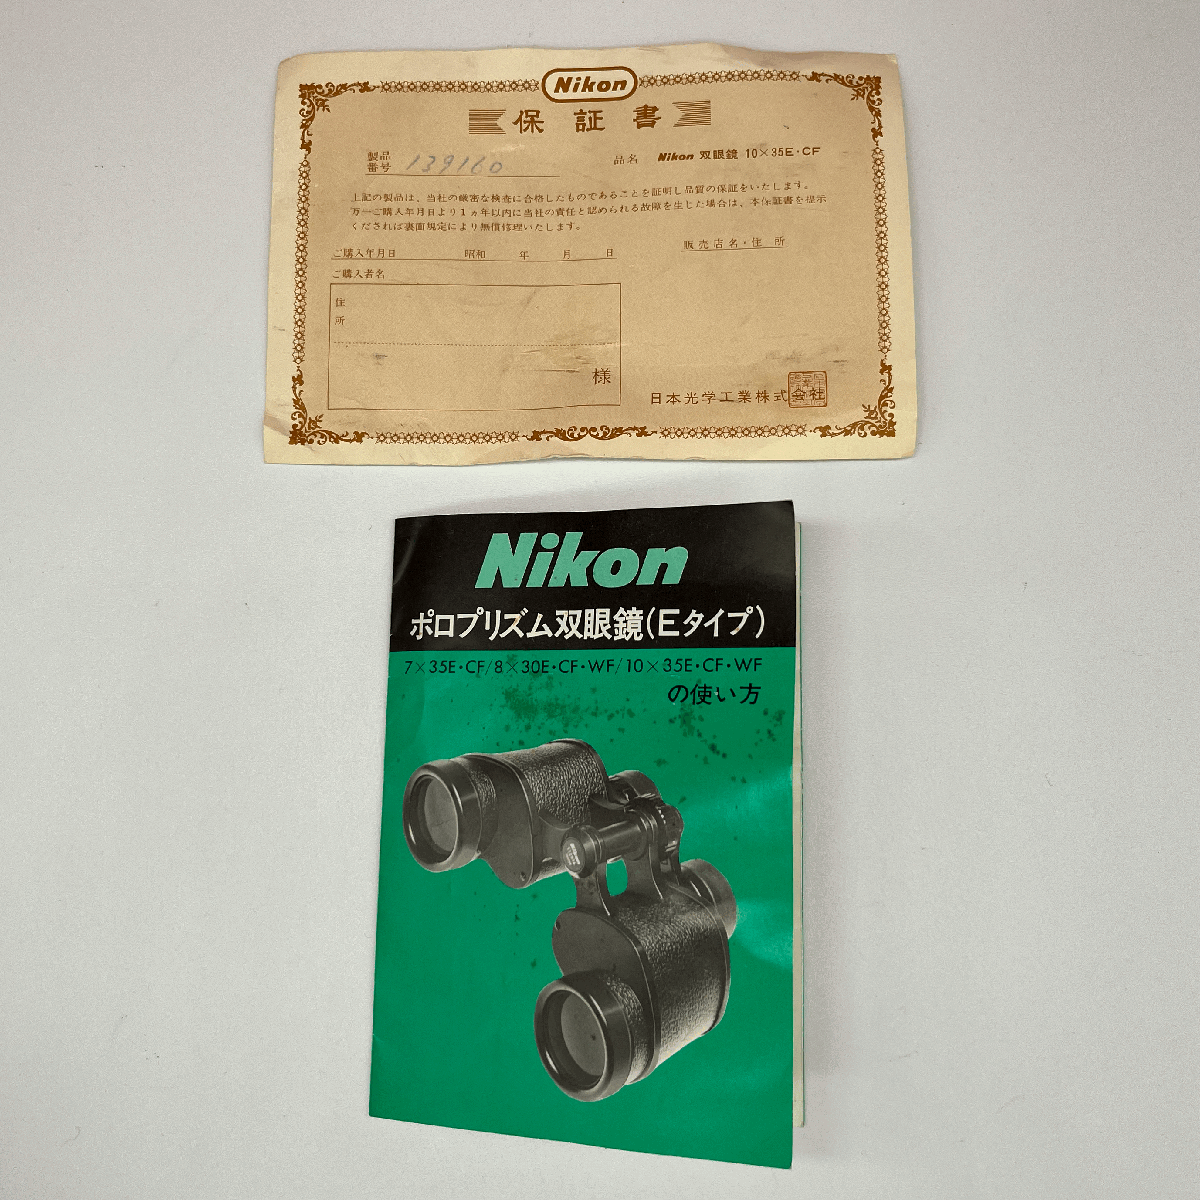 Nikon
保証書
製品番号 139160
品名 Nikon 双眼鏡 10×35E・CF
上記の製品は、当社の厳密な検査に合格したものであることを証明し品質の保証をいたします。
万一ご購入年月日より1ヵ年以内に当社の責任と認められる故障を生じた場合は、本保証書を提示
くだされば裏面規定により無償修理いたします。
ご購入年月日 昭和 年 月 日
販売店名・住所
ご購入者名
住
所
様
日本光学工業株式会社
Nikon
ポロプリズム双眼鏡(Eタイプ)
7×35E・CF/8×30E・CF・WF/10×35E・CF・WF
の使い方